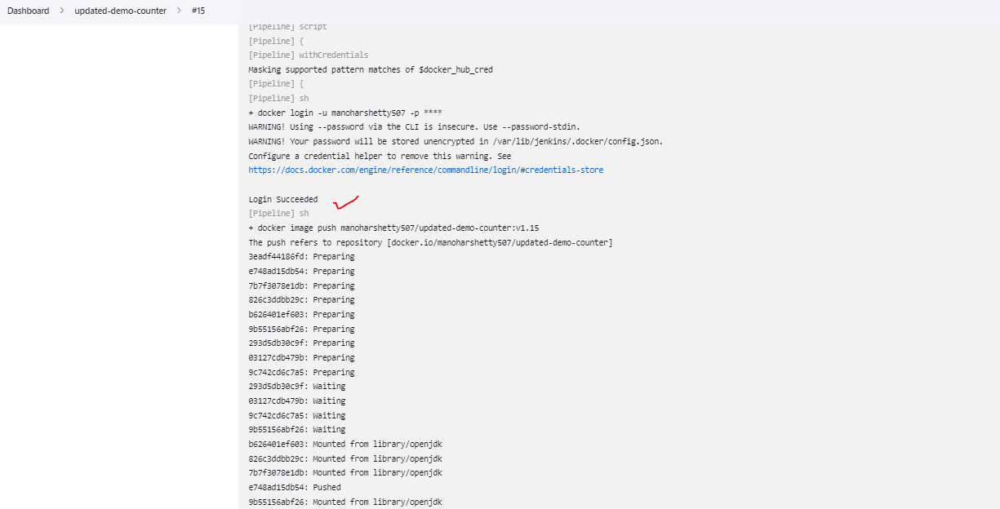 Dashboard > updated-demo-counter > #15
[Pipeline] script
[Pipeline] {
[Pipeline] withCredentials
Masking supported pattern matches of $docker_hub_cred
[Pipeline] {
[Pipeline] sh
+ docker login -u manoharshetty507 -p ****
WARNING! Using --password via the CLI is insecure. Use --password-stdin.
WARNING! Your password will be stored unencrypted in /var/lib/jenkins/.docker/config.json.
Configure a credential helper to remove this warning. See
https://docs.docker.com/engine/reference/commandline/login/#credentials-store
Login Succeeded
[Pipeline] sh
+ docker image push manoharshetty507/updated-demo-counter:v1.15
The push refers to repository [docker.io/manoharshetty507/updated-demo-counter]
3eadf44186fd: Preparing
e748ad15db54: Preparing
7b7f3078e1db: Preparing
826c3ddbb29c: Preparing
b626401ef603: Preparing
9b55156abf26: Preparing
293d5db30c9f: Preparing
03127cdb479b: Preparing
9c742cd6c7a5: Preparing
293d5db30c9f: Waiting
03127cdb479b: Waiting
9c742cd6c7a5: Waiting
9b55156abf26: Waiting
b626401ef603: Mounted from library/openjdk
826c3ddbb29c: Mounted from library/openjdk
7b7f3078e1db: Mounted from library/openjdk
e748ad15db54: Pushed
9b55156abf26: Mounted from library/openjdk